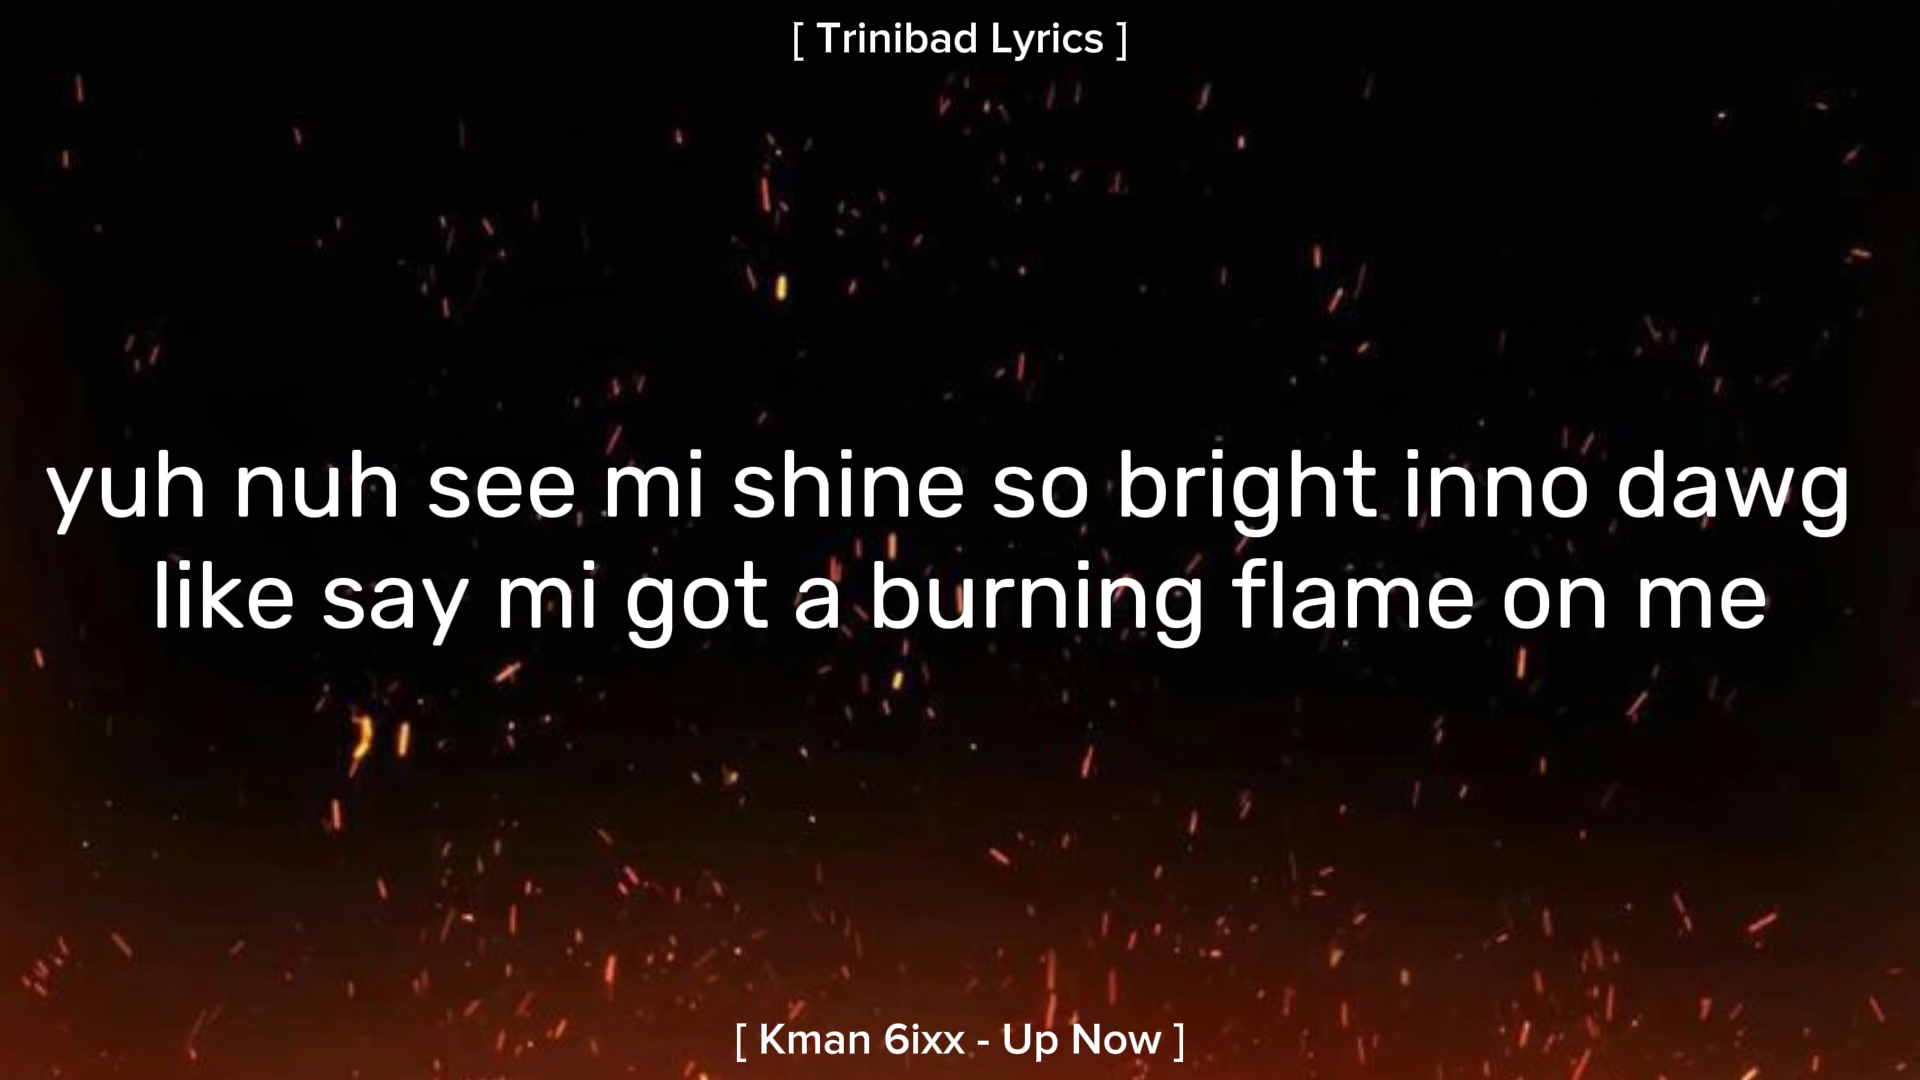 [ Trinibad Lyrics ]
yuh nuh see mi shine so bright inno dawg
like say mi got a burning flame on me
[ Kman 6ixx - Up Now ]